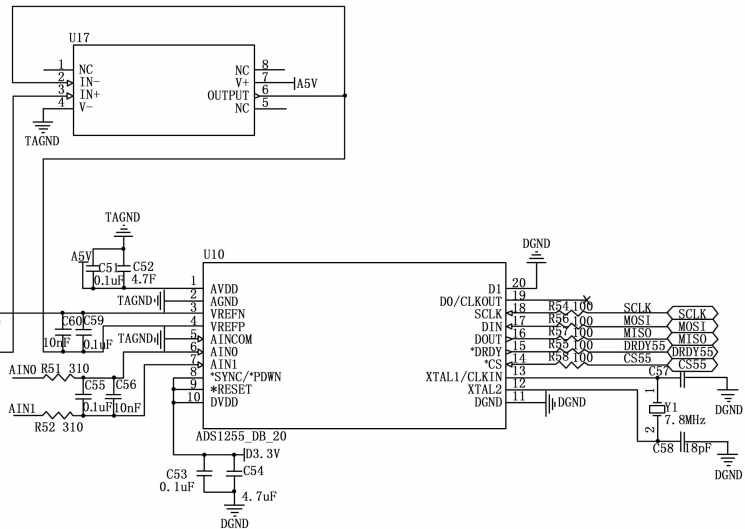 U17
1 NC
2 IN-
3 IN+
4 V-
NC 8
V+ 7
OUTPUT 6
NC 5
A5V
TAGND
TAGND
A5V
C51
0.1uF
C52
4.7F
U10
DGND
TAGND
TAGND
C60
10nF
C59
0.1uF
1 AVDD
2 AGND
3 VREFN
4 VREFP
5 AINCOM
6 AIN0
7 AIN1
8 *SYNC/*PDWN
9 *RESET
10 DVDD
D1 20
D0/CLKOUT 19
SCLK 18
DIN 17
DOUT 16
*DRDY 15
*CS 14
XTAL1/CLKIN 13
XTAL2 12
DGND 11
R54 100 SCLK SCLK
R56 100 MOSI MOSI
R57 100 MISO MISO
R55 100 DRDY55 DRDY55
R58 100 CS55 CS55
AIN0 R51 310
C55
0.1uF
C56
10nF
AIN1
R52 310
ADS1255_DB_20
DGND
C57
DGND
1
Y1
7.8MHz
2
C58 18pF
DGND
D3.3V
C53
0.1uF
C54
4.7uF
DGND